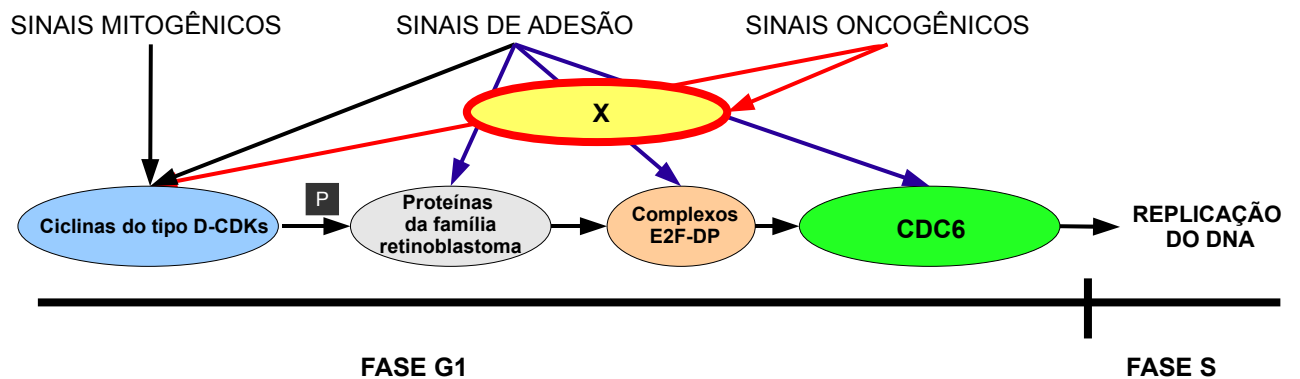 SINAIS MITOGÊNICOS
SINAIS DE ADESÃO
SINAIS ONCOGÊNICOS
X
Ciclinas do tipo D-CDKs
P
Proteínas
da família
retinoblastoma
Complexos
E2F-DP
CDC6
REPLICAÇÃO
DO DNA
FASE G1
FASE S